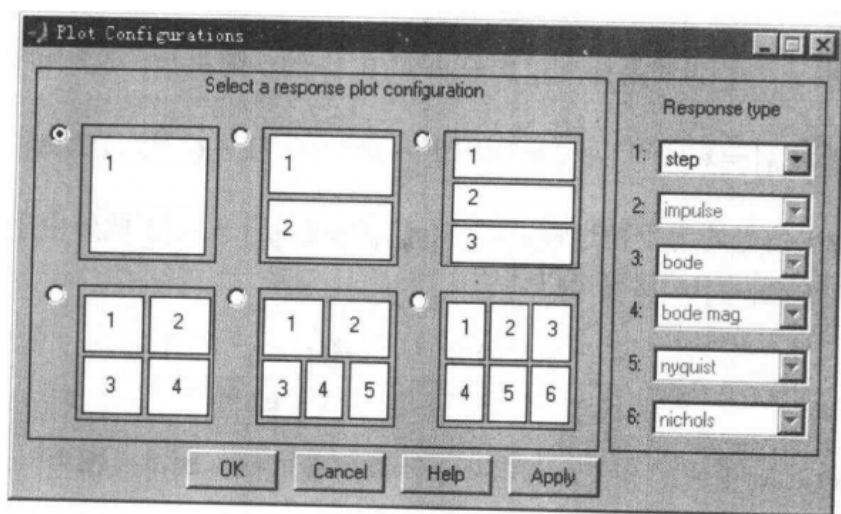 Plot Configurations
Select a response plot configuration
1
1
2
1
2
3
1 2
3 4
1 2
3 4 5
1 2 3
4 5 6
Response type
1: step
2: impulse
3: bode
4: bode mag.
5: nyquist
6: nichols
OK Cancel Help Apply